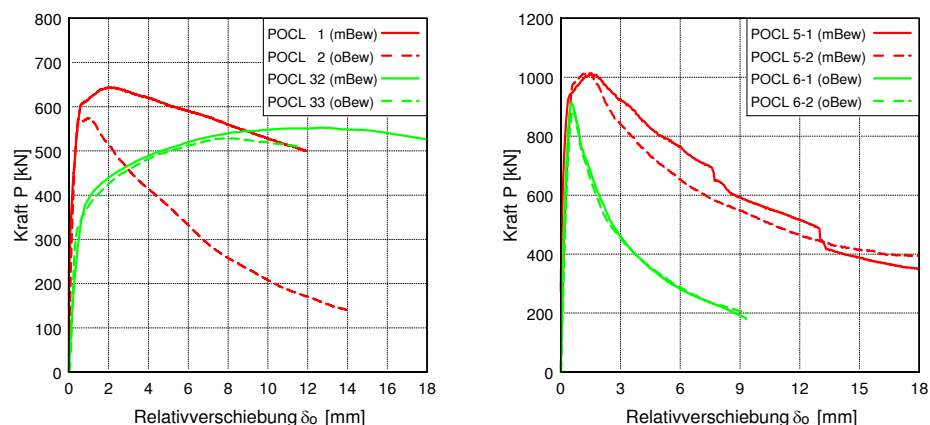 800
700
600
500
400
300
200
100
0
Kraft P [kN]
0 2 4 6 8 10 12 14 16 18
Relativverschiebung δo [mm]
POCL 1 (mBew)
POCL 2 (oBew)
POCL 32 (mBew)
POCL 33 (oBew)
1200
1000
800
600
400
200
0
Kraft P [kN]
0 3 6 9 12 15 18
Relativverschiebung δo [mm]
POCL 5-1 (mBew)
POCL 5-2 (mBew)
POCL 6-1 (oBew)
POCL 6-2 (oBew)